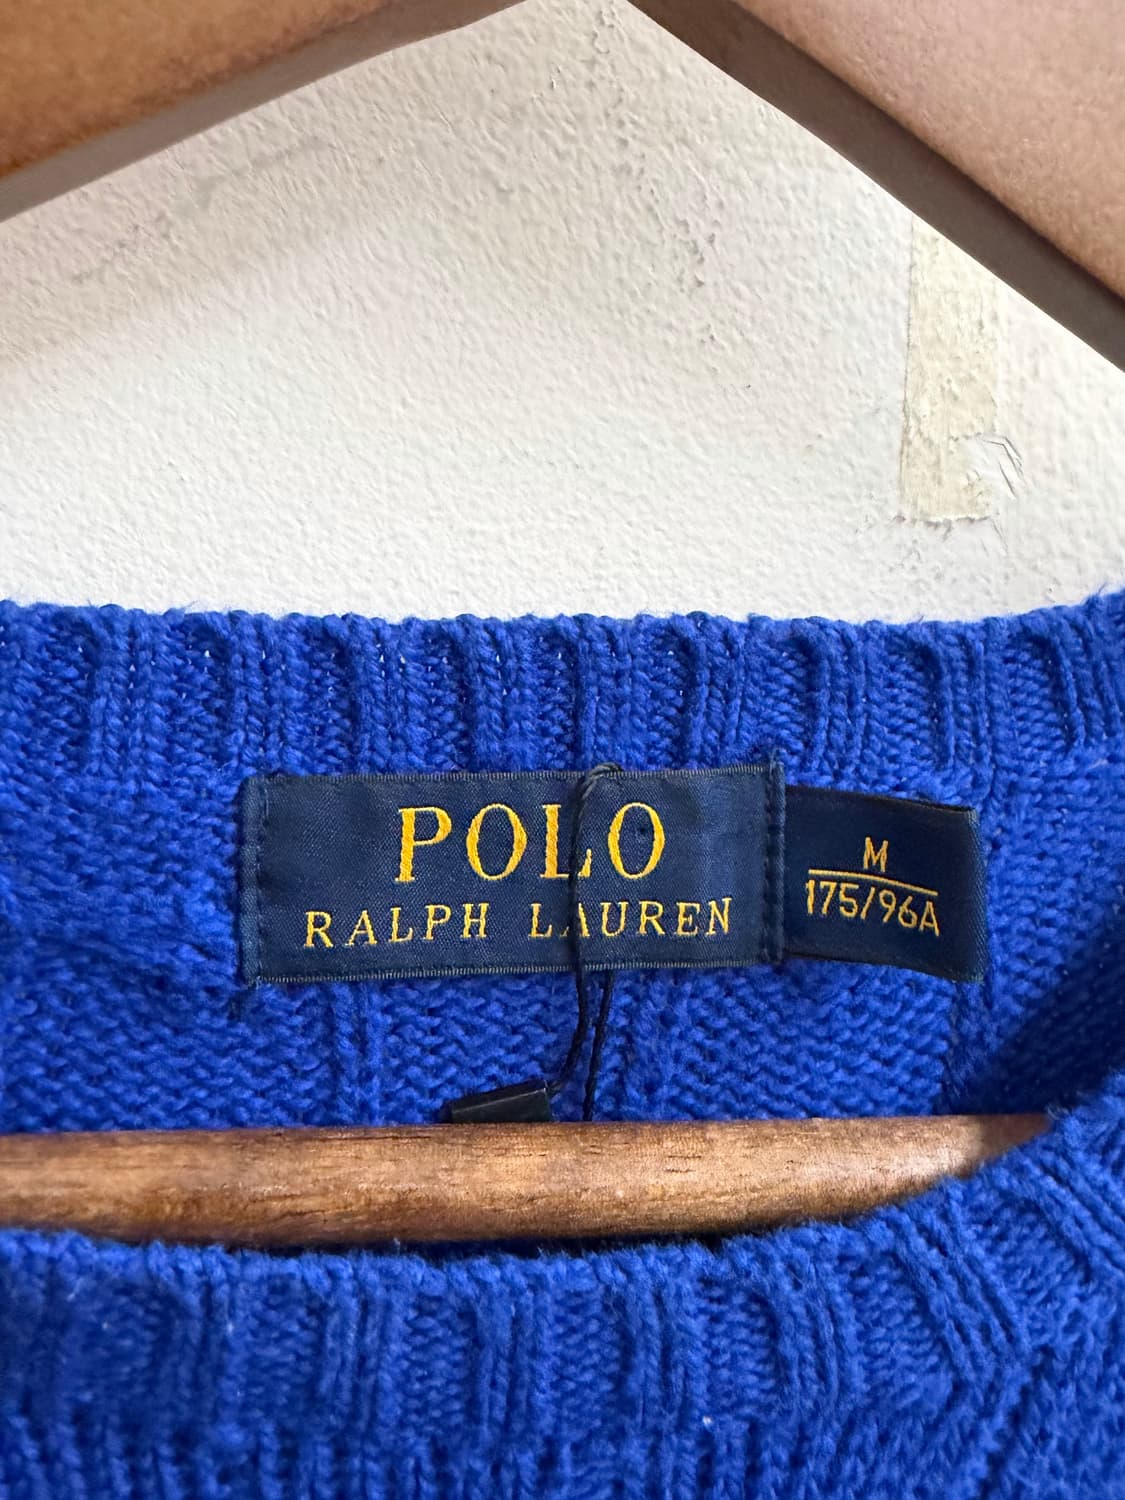 POLO
RALPH LAUREN
M
175/96A